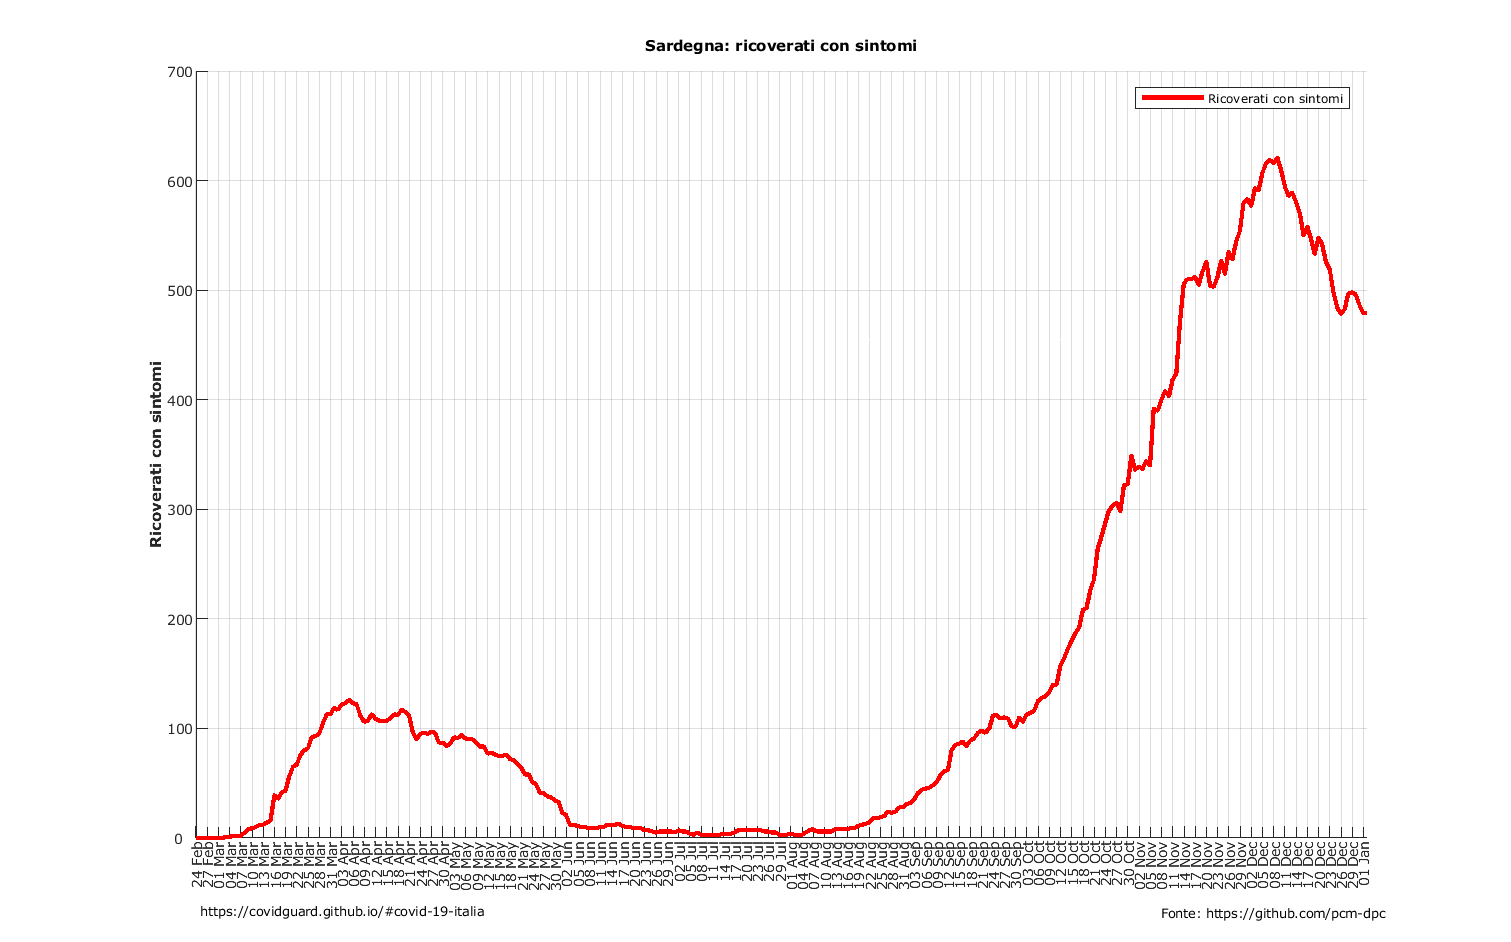 Sardegna: ricoverati con sintomi
Ricoverati con sintomi
700
600
500
400
300
200
100
0
Ricoverati con sintomi
24 Feb
27 Feb
01 Mar
04 Mar
07 Mar
10 Mar
13 Mar
16 Mar
19 Mar
22 Mar
25 Mar
28 Mar
31 Mar
03 Apr
06 Apr
09 Apr
12 Apr
15 Apr
18 Apr
21 Apr
24 Apr
27 Apr
30 Apr
03 May
06 May
09 May
12 May
15 May
18 May
21 May
24 May
27 May
30 May
02 Jun
05 Jun
08 Jun
11 Jun
14 Jun
17 Jun
20 Jun
23 Jun
26 Jun
29 Jun
02 Jul
05 Jul
08 Jul
11 Jul
14 Jul
17 Jul
20 Jul
23 Jul
26 Jul
29 Jul
01 Aug
04 Aug
07 Aug
10 Aug
13 Aug
16 Aug
19 Aug
22 Aug
25 Aug
28 Aug
31 Aug
03 Sep
06 Sep
09 Sep
12 Sep
15 Sep
18 Sep
21 Sep
24 Sep
27 Sep
30 Sep
03 Oct
06 Oct
09 Oct
12 Oct
15 Oct
18 Oct
21 Oct
24 Oct
27 Oct
30 Oct
02 Nov
05 Nov
08 Nov
11 Nov
14 Nov
17 Nov
20 Nov
23 Nov
26 Nov
29 Nov
02 Dec
05 Dec
08 Dec
11 Dec
14 Dec
17 Dec
20 Dec
23 Dec
26 Dec
29 Dec
01 Jan
https://covidguard.github.io/#covid-19-italia
Fonte: https://github.com/pcm-dpc